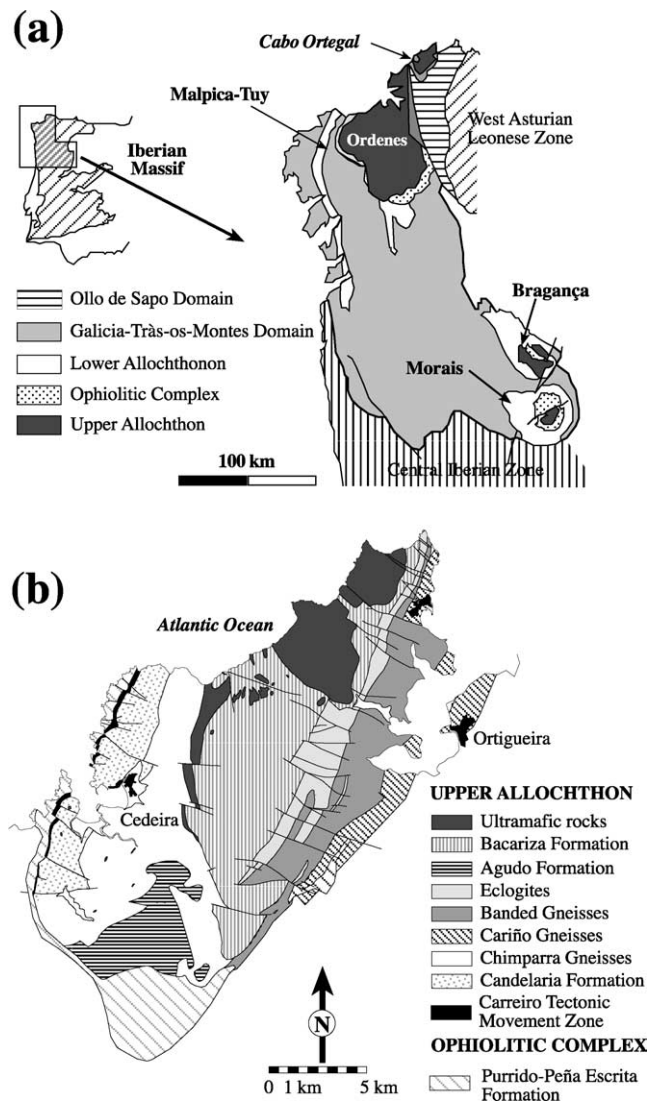 (a)
Cabo Ortegal
Malpica-Tuy
Ordenes
West Asturian
Leonese Zone
Iberian
Massif
Bragança
Morais
Ollo de Sapo Domain
Galicia-Tràs-os-Montes Domain
Lower Allochthonon
Ophiolitic Complex
Upper Allochthon
100 km
Central Iberian Zone
(b)
Atlantic Ocean
Ortigueira
Cedeira
UPPER ALLOCHTHON
Ultramafic rocks
Bacariza Formation
Agudo Formation
Eclogites
Banded Gneisses
Cariño Gneisses
Chimparra Gneisses
Candelaria Formation
Carreiro Tectonic
Movement Zone
OPHIOLITIC COMPLEX
Purrido-Peña Escrita
Formation
N
0 1 km 5 km